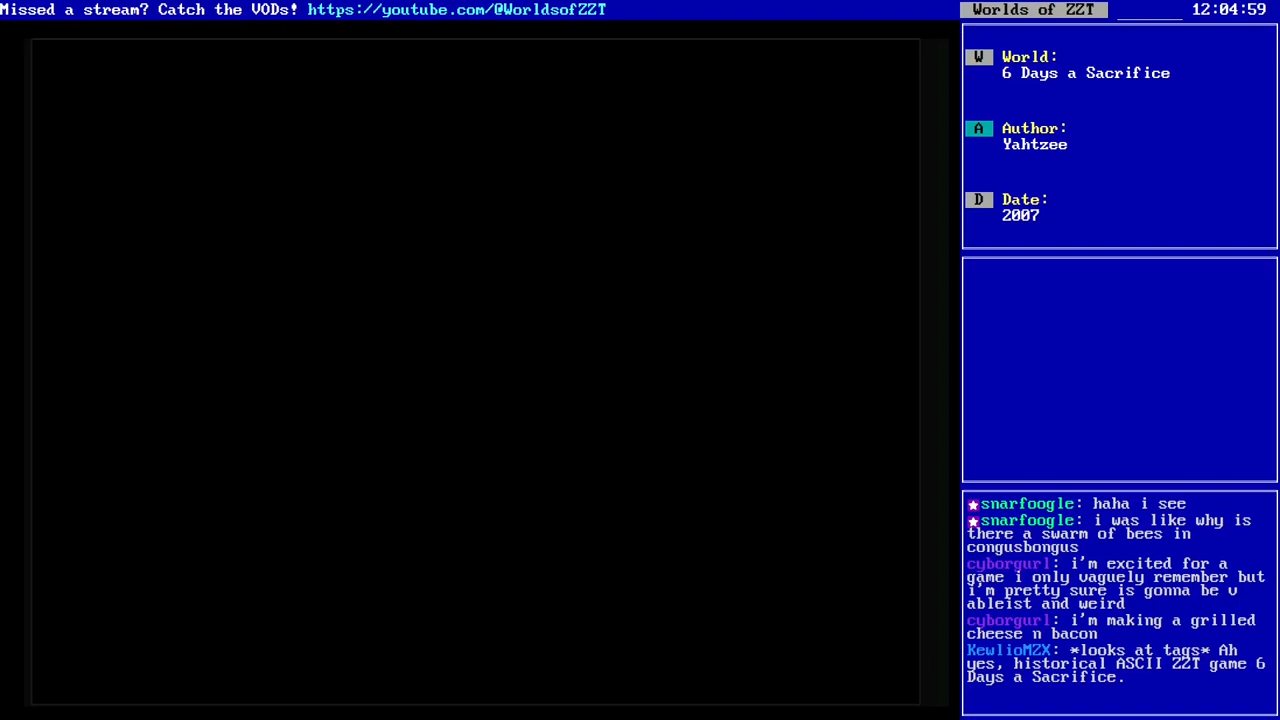 Missed a stream? Catch the VODs! https://youtube.com/@WorldsofZZT
Worlds of ZZT
12:04:59
W World:
6 Days a Sacrifice
A Author:
Yahtzee
D Date:
2007
snarfoogle: haha i see
snarfoogle: i was like why is
there a swarm of bees in
congusbongus
cyborgurl: i'm excited for a
game i only vaguely remember but
i'm pretty sure is gonna be v
ableist and weird
cyborgurl: i'm making a grilled
cheese n bacon
KewlioMZX: *looks at tags* Ah
yes, historical ASCII ZZT game 6
Days a Sacrifice.